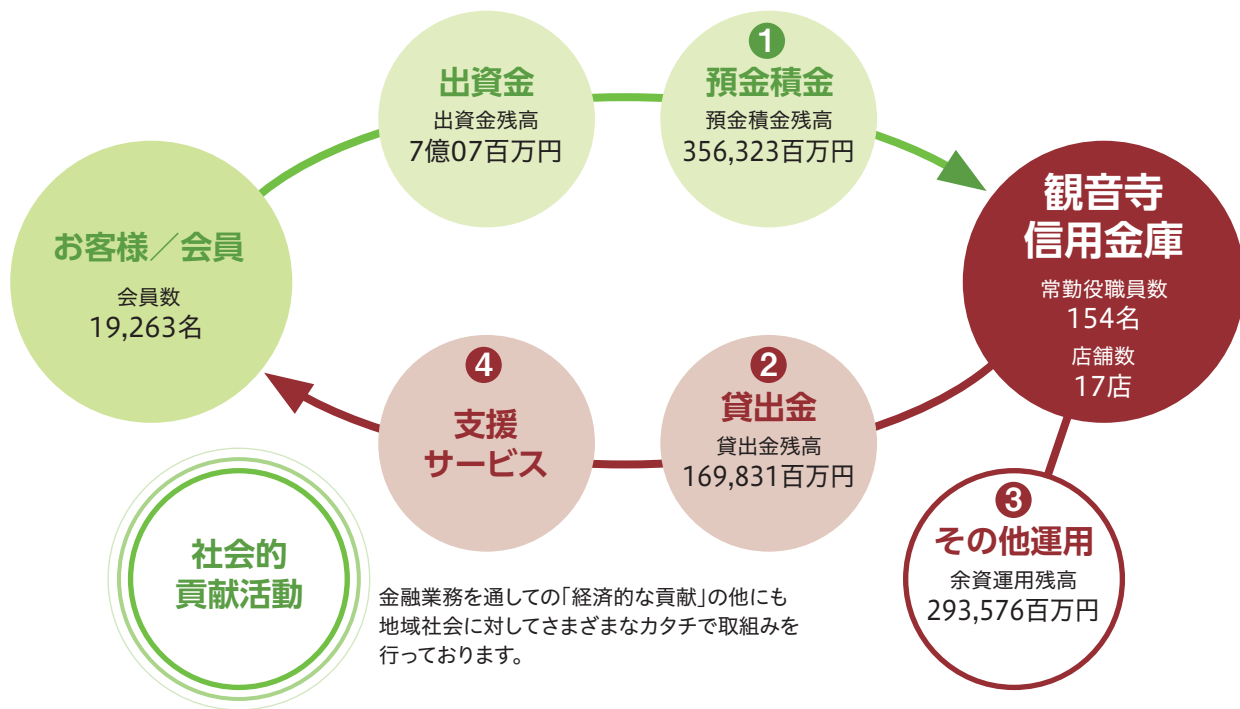 出資金
出資金残高
7億07百万円
❶
預金積金
預金積金残高
356,323百万円
お客様／会員
会員数
19,263名
観音寺
信用金庫
常勤役職員数
154名
店舗数
17店
❹
支援
サービス
❷
貸出金
貸出金残高
169,831百万円
❸
その他運用
余資運用残高
293,576百万円
社会的
貢献活動
金融業務を通しての「経済的な貢献」の他にも
地域社会に対してさまざまなカタチで取組みを
行っております。